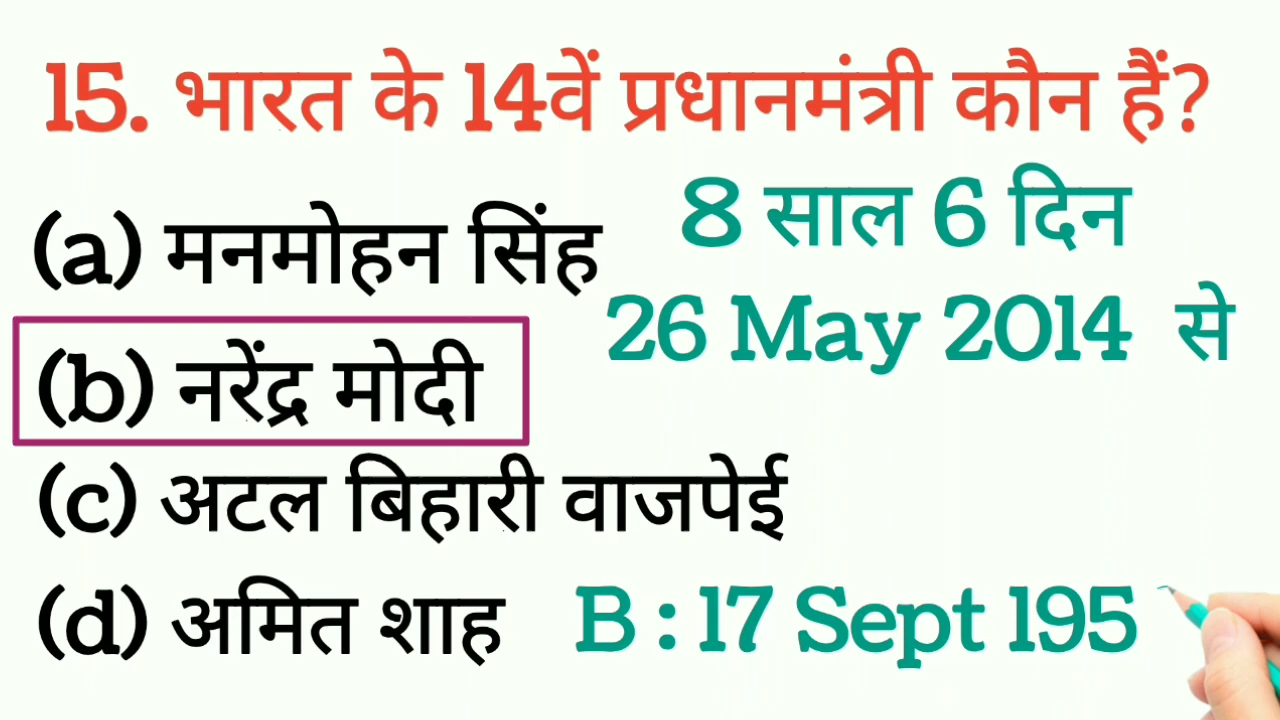 15. भारत के 14वें प्रधानमंत्री कौन हैं?
(a) मनमोहन सिंह
8 साल 6 दिन
26 May 2014 से
(b) नरेंद्र मोदी
(c) अटल बिहारी वाजपेई
(d) अमित शाह
B : 17 Sept 195